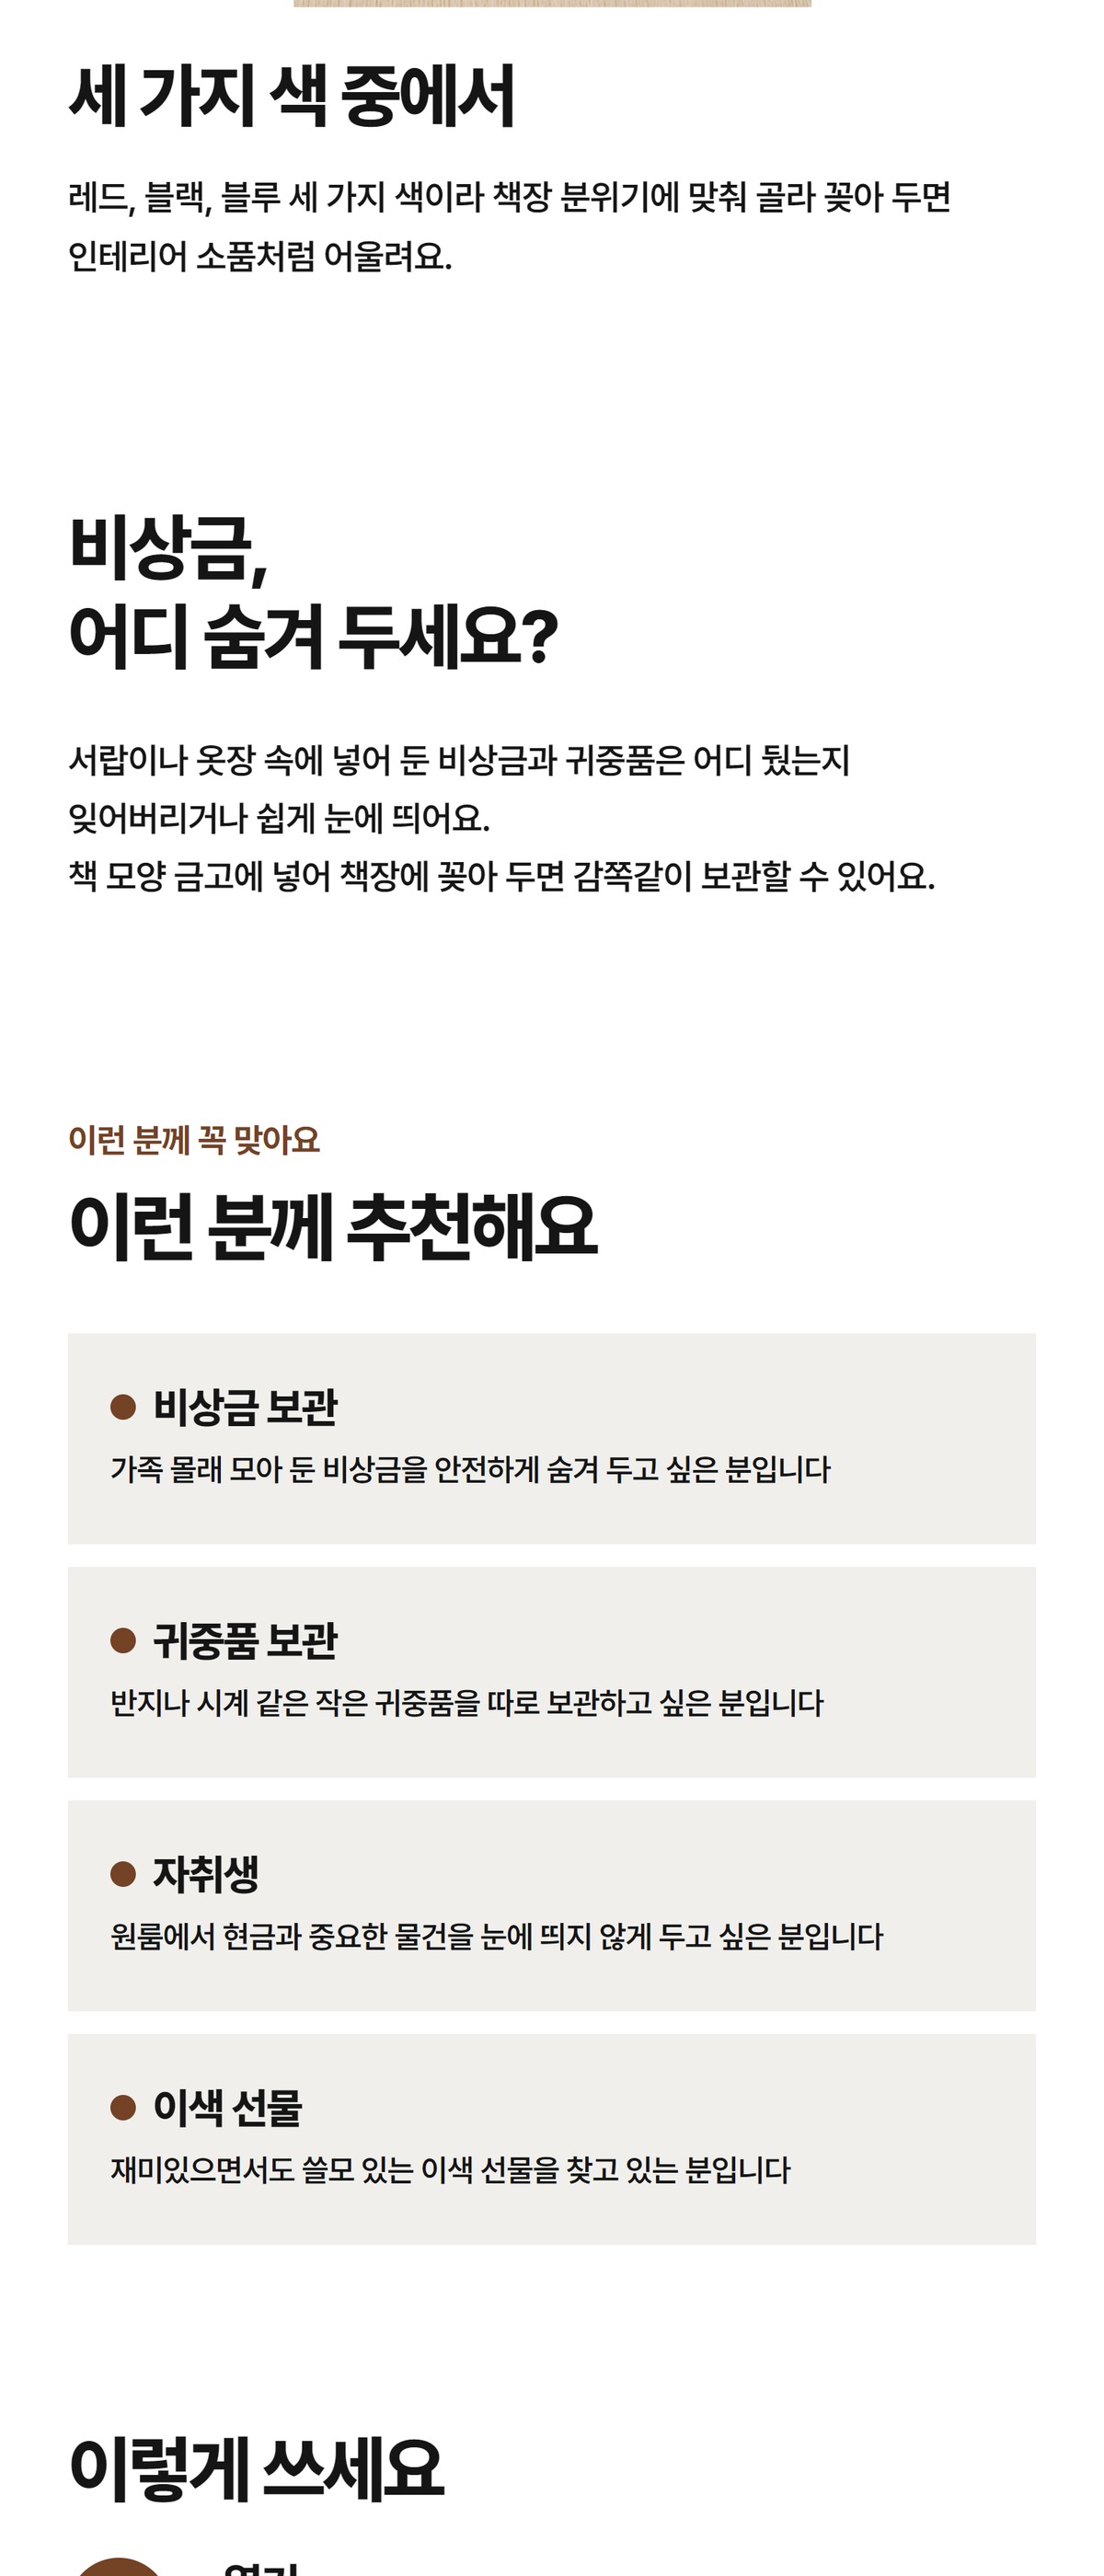 세 가지 색 중에서
레드, 블랙, 블루 세 가지 색이라 책장 분위기에 맞춰 골라 꽂아 두면
인테리어 소품처럼 어울려요.
비상금,
어디 숨겨 두세요?
서랍이나 옷장 속에 넣어 둔 비상금과 귀중품은 어디 뒀는지
잊어버리거나 쉽게 눈에 띄어요.
책 모양 금고에 넣어 책장에 꽂아 두면 감쪽같이 보관할 수 있어요.
이런 분께 꼭 맞아요
이런 분께 추천해요
비상금 보관
가족 몰래 모아 둔 비상금을 안전하게 숨겨 두고 싶은 분입니다
귀중품 보관
반지나 시계 같은 작은 귀중품을 따로 보관하고 싶은 분입니다
자취생
원룸에서 현금과 중요한 물건을 눈에 띄지 않게 두고 싶은 분입니다
이색 선물
재미있으면서도 쓸모 있는 이색 선물을 찾고 있는 분입니다
이렇게 쓰세요